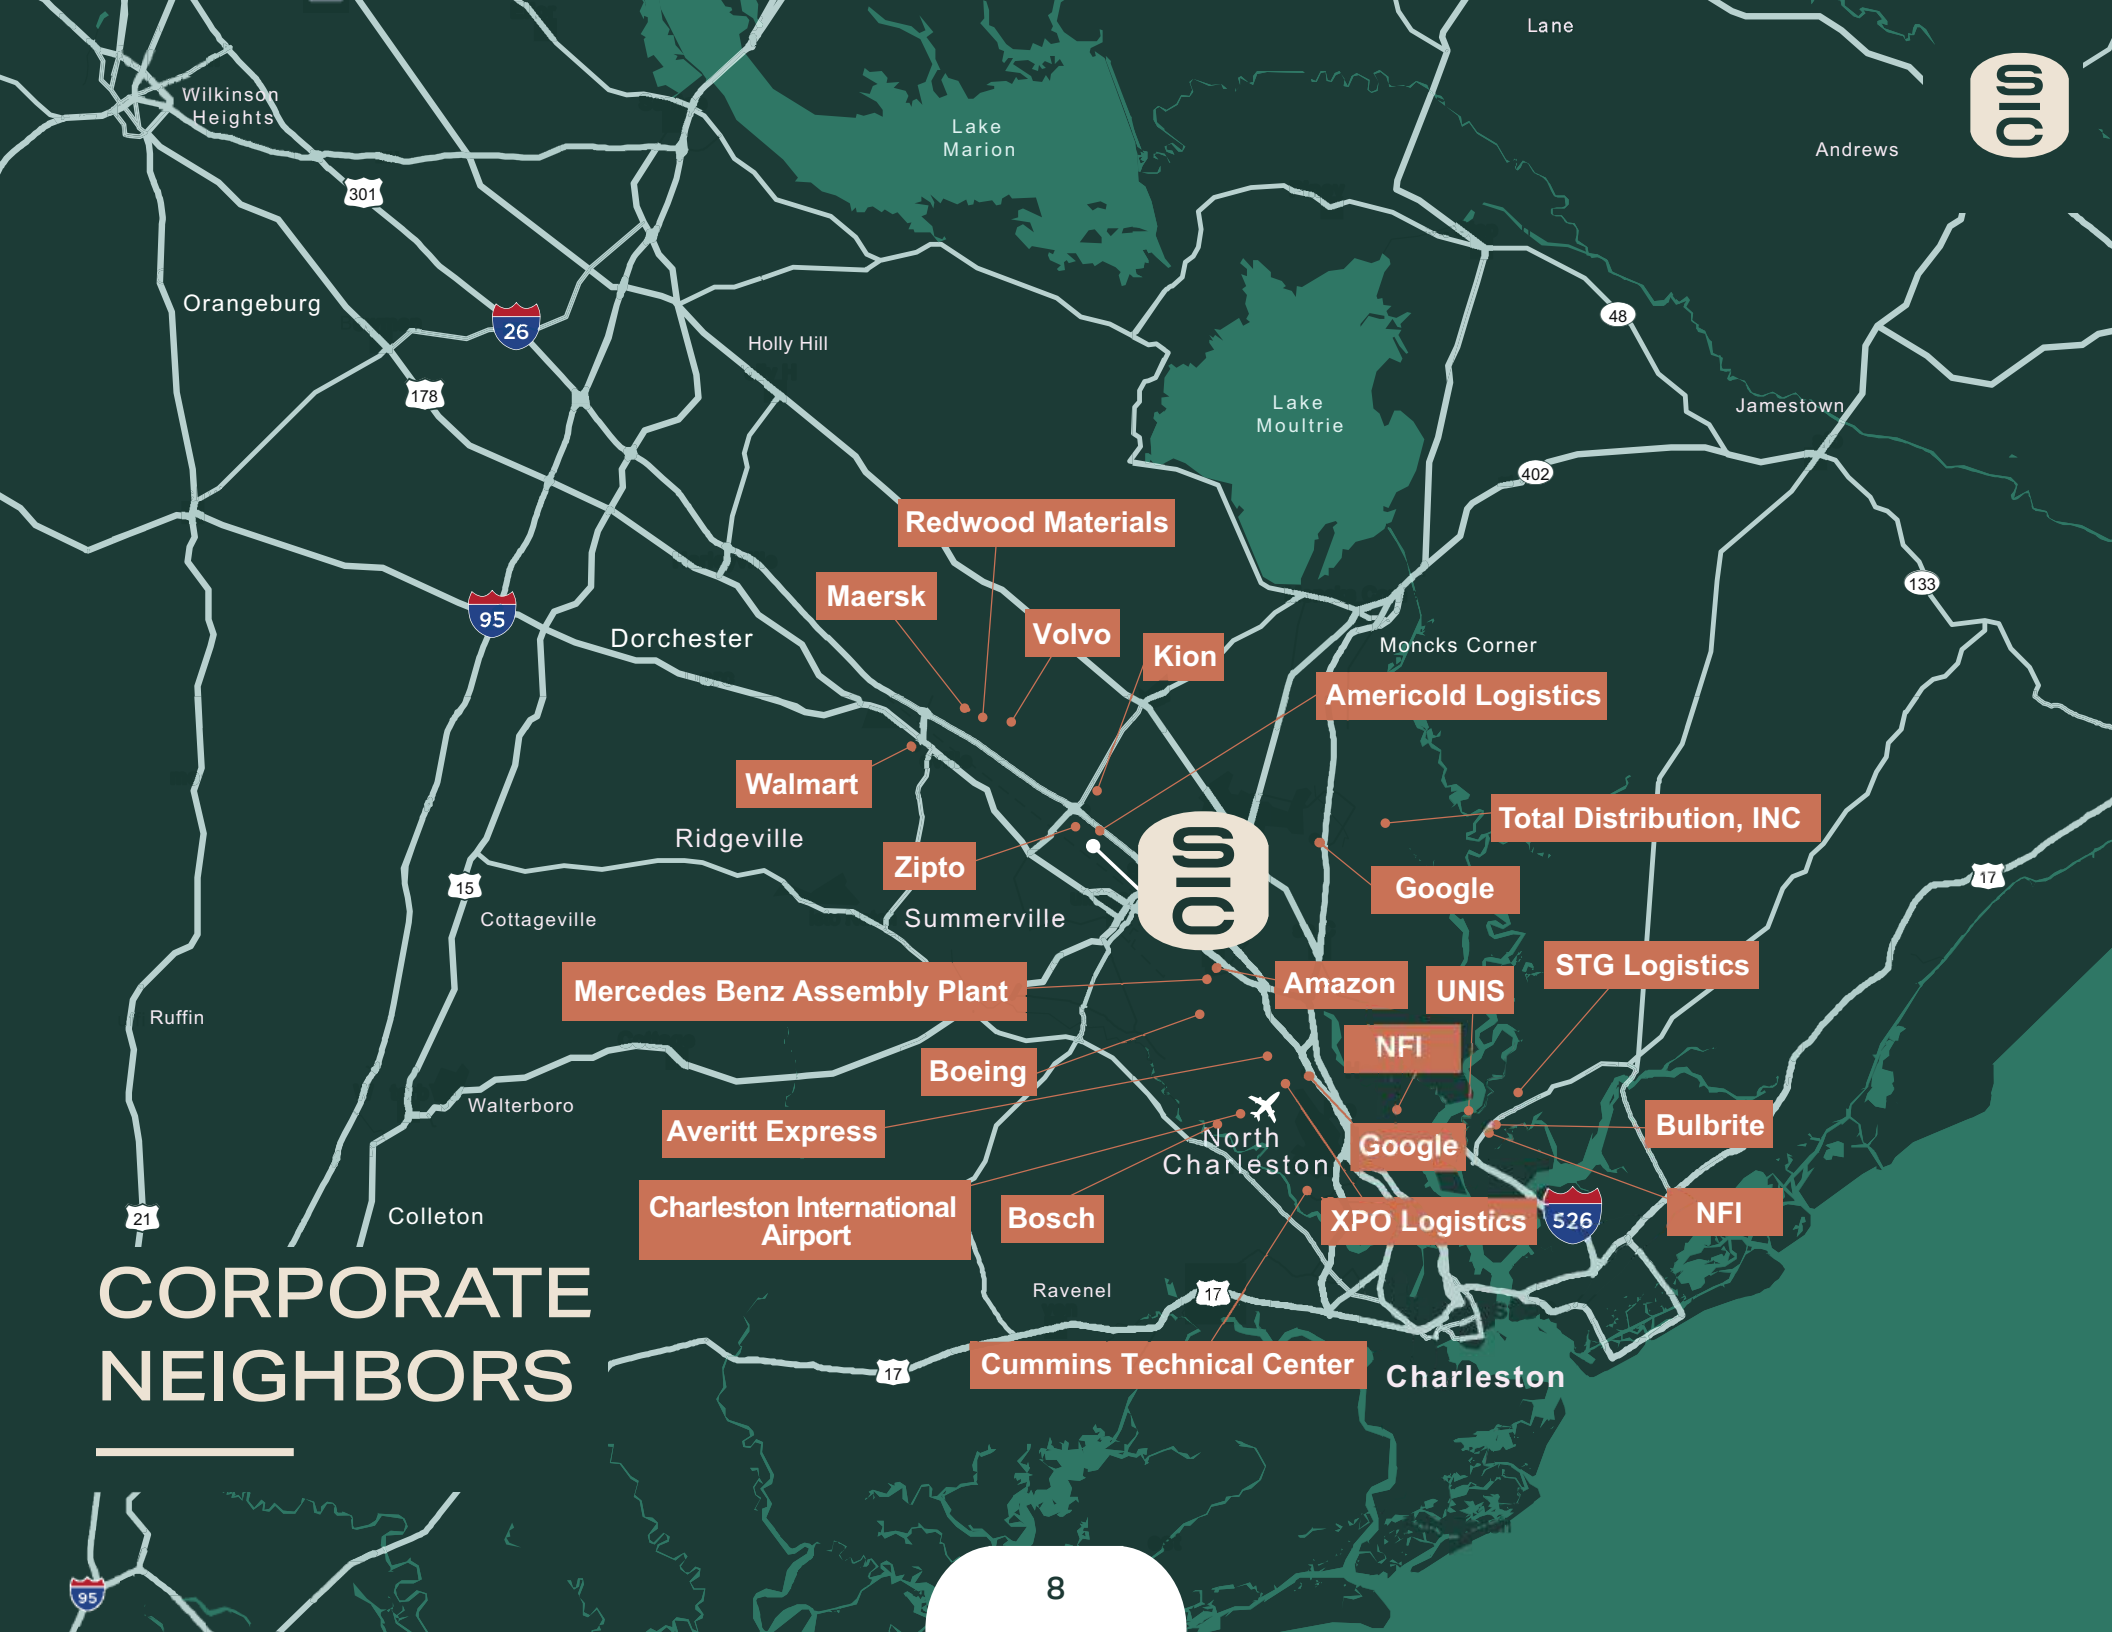 Lane
SIC
Wilkinson
Heights
Lake
Marion
Andrews
301
Orangeburg
26
48
Holly Hill
178
Lake
Moultrie
Jamestown
402
Redwood Materials
133
Maersk
95
Volvo
Dorchester
Kion
Moncks Corner
Americold Logistics
Walmart
Total Distribution, INC
Ridgeville
Zipto
SIC
Google
15
17
Cottageville
Summerville
STG Logistics
Mercedes Benz Assembly Plant
Amazon
UNIS
Ruffin
NFI
Boeing
Walterboro
Averitt Express
North
Charleston
Google
Bulbrite
Charleston International
Airport
Bosch
XPO Logistics
526
NFI
21
Colleton
Ravenel
17
CORPORATE
NEIGHBORS
17
Cummins Technical Center
Charleston
95
8